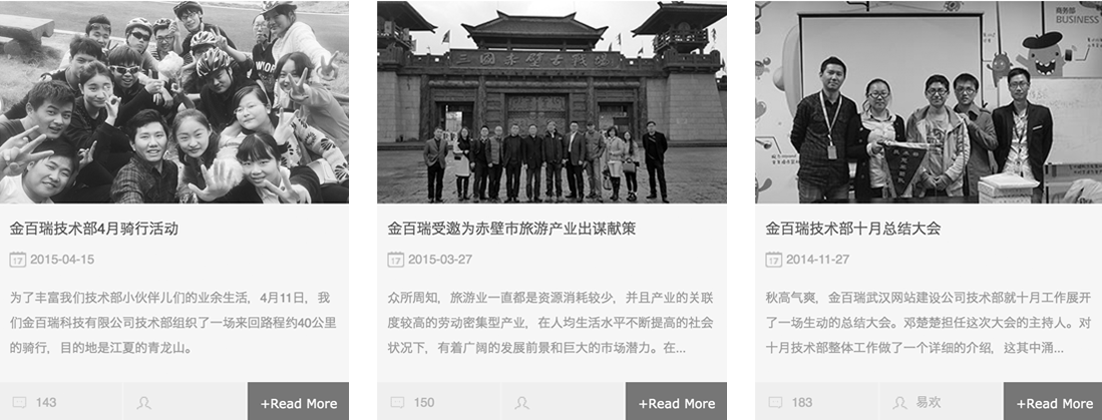 三国赤壁古战场
商务部
BUSINESS
金百瑞技术部4月骑行活动
17 2015-04-15
为了丰富我们技术部小伙伴儿们的业余生活，4月11日，我
们金百瑞科技有限公司技术部组织了一场来回路程约40公里
的骑行，目的地是江夏的青龙山。
143
+Read More
金百瑞受邀为赤壁市旅游产业出谋献策
17 2015-03-27
众所周知，旅游业一直都是资源消耗较少，并且产业的关联
度较高的劳动密集型产业，在人均生活水平不断提高的社会
状况下，有着广阔的发展前景和巨大的市场潜力。在...
150
+Read More
金百瑞技术部十月总结大会
17 2014-11-27
秋高气爽，金百瑞武汉网站建设公司技术部就十月工作展开
了一场生动的总结大会。邓楚楚担任这次大会的主持人。对
十月技术部整体工作做了一个详细的介绍，这其中涌...
183
易欢
+Read More